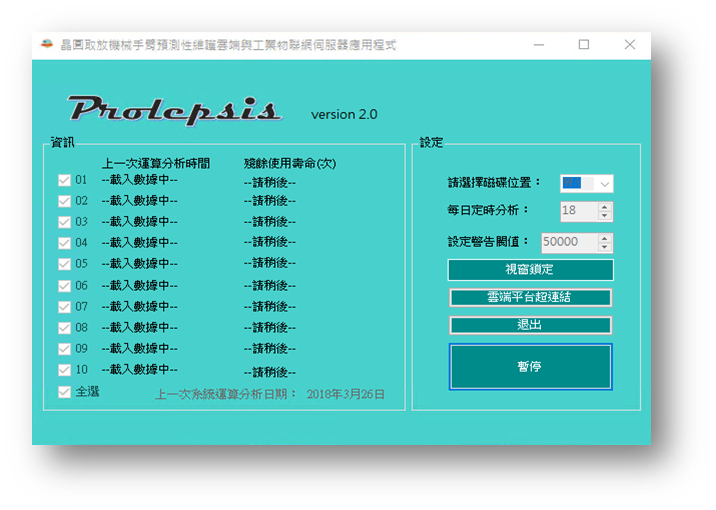 晶圓取放機械手臂預測性維護雲端與工業物聯網伺服器應用程式
Prolepsis version 2.0
資訊
上一次運算分析時間 殘餘使用壽命(次)
01 --載入數據中-- --請稍後--
02 --載入數據中-- --請稍後--
03 --載入數據中-- --請稍後--
04 --載入數據中-- --請稍後--
05 --載入數據中-- --請稍後--
06 --載入數據中-- --請稍後--
07 --載入數據中-- --請稍後--
08 --載入數據中-- --請稍後--
09 --載入數據中-- --請稍後--
10 --載入數據中-- --請稍後--
全選 上一次系統運算分析日期： 2018年3月26日
設定
請選擇磁碟位置：
每日定時分析： 18
設定警告閥值： 50000
視窗鎖定
雲端平台超連結
退出
暫停